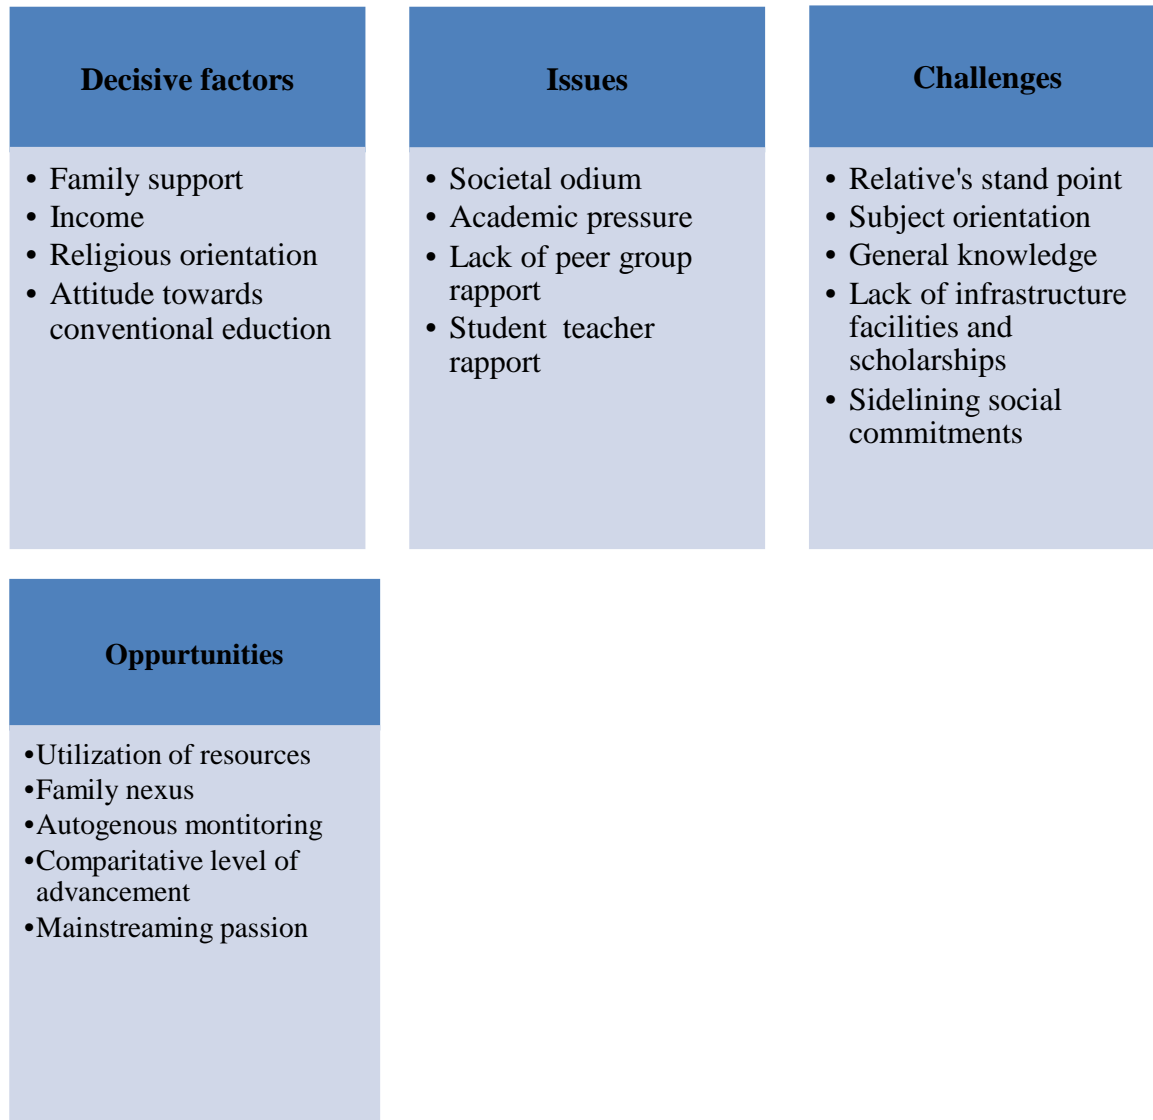 Decisive factors
• Family support
• Income
• Religious orientation
• Attitude towards
conventional eduction
Issues
• Societal odium
• Academic pressure
• Lack of peer group
rapport
• Student teacher
rapport
Challenges
• Relative's stand point
• Subject orientation
• General knowledge
• Lack of infrastructure
facilities and
scholarships
• Sidelining social
commitments
Oppurtunities
•Utilization of resources
•Family nexus
•Autogenous montitoring
•Comparitative level of
advancement
•Mainstreaming passion